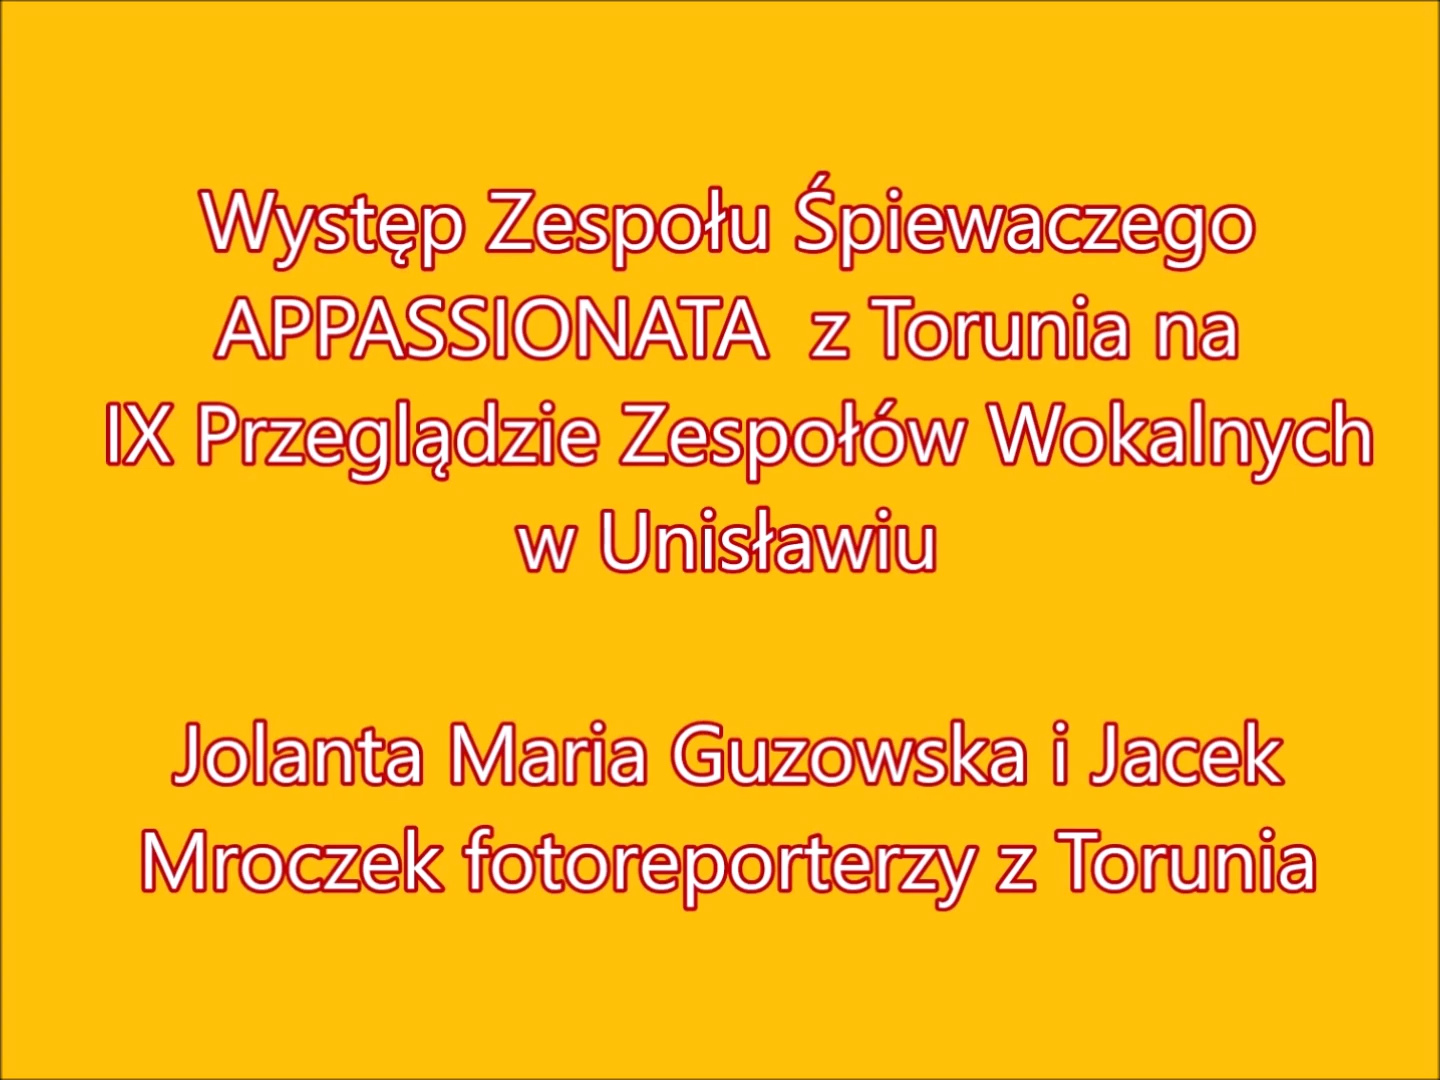 Występ Zespołu Śpiewaczego
APPASSIONATA z Torunia na
IX Przeglądzie Zespołów Wokalnych
w Unisławiu
Jolanta Maria Guzowska i Jacek
Mroczek fotoreporterzy z Torunia